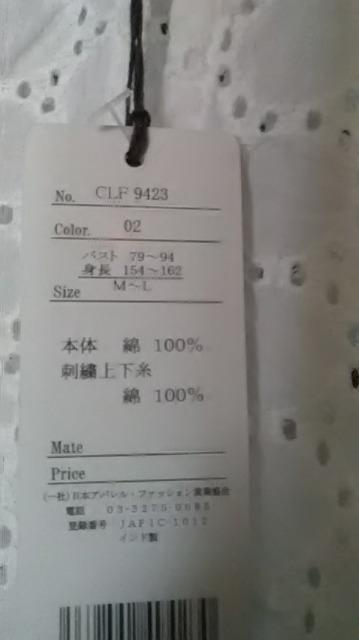 No. CLF 9423
Color. 02
バスト 79～94
身長 154～162
Size M～L
本体 綿 100%
刺繍上下糸
綿 100%
Mate
Price
(一社)日本アパレル・ファッション産業協会
電話 03-3275-0685
登録番号 JAFIC-1012
インド製